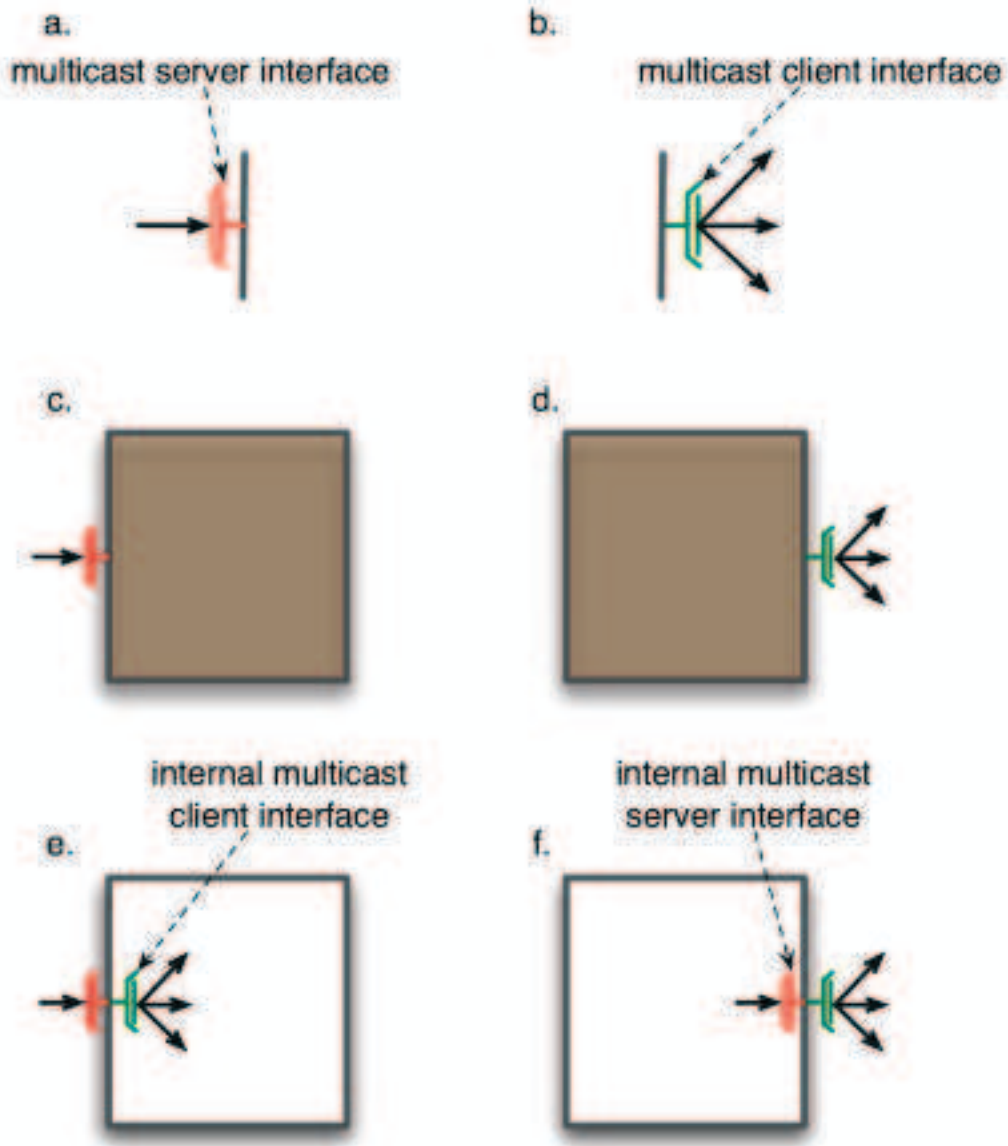 a.
multicast server interface
b.
multicast client interface
c.
d.
e.
internal multicast
client interface
f.
internal multicast
server interface